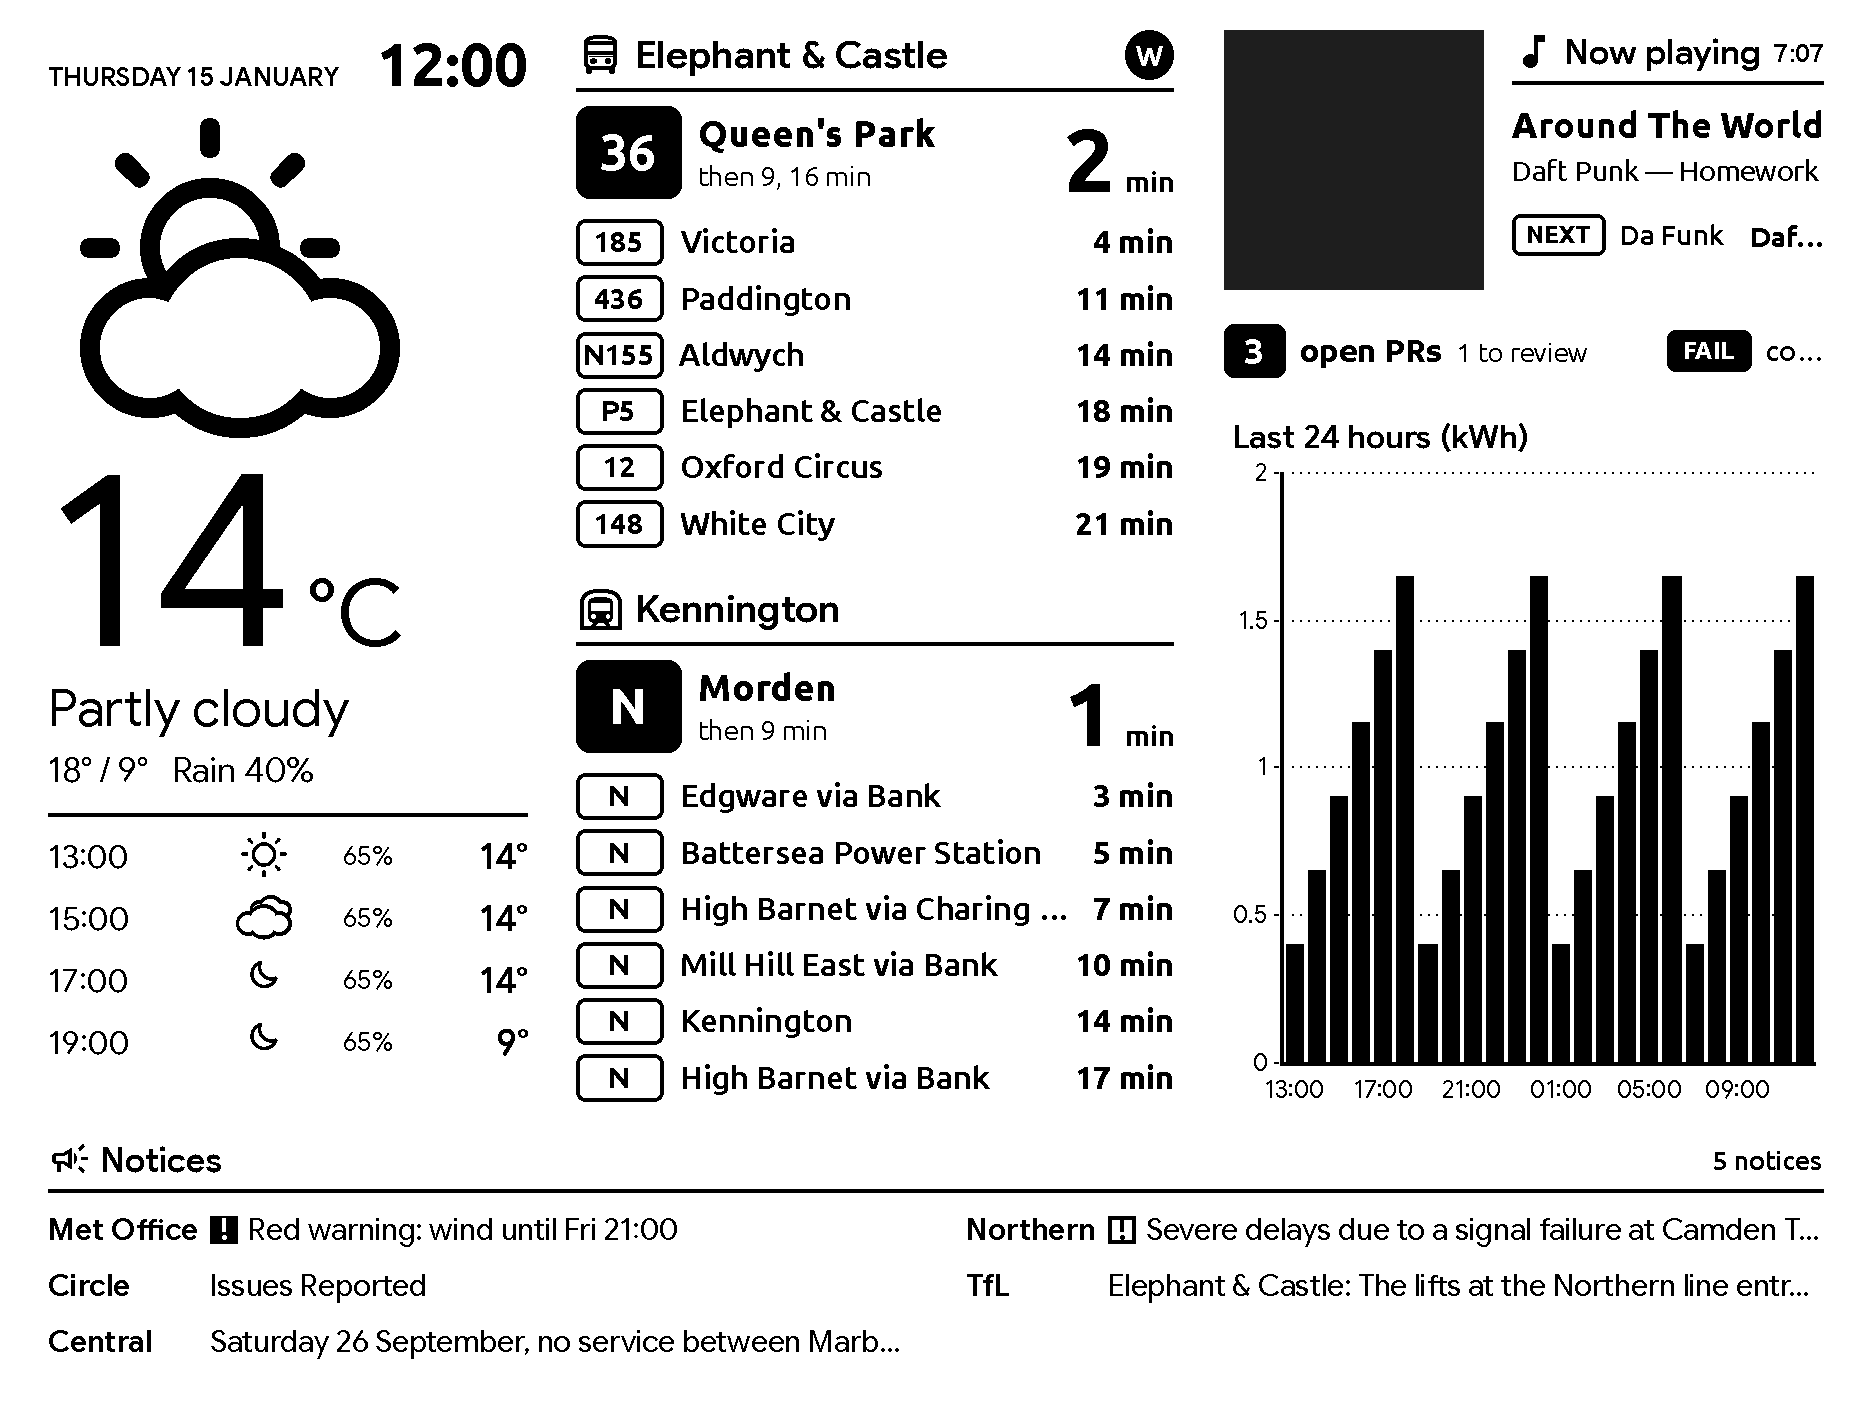 THURSDAY 15 JANUARY 12:00
14 °C
Partly cloudy
18° / 9° Rain 40%
13:00 65% 14°
15:00 65% 14°
17:00 65% 14°
19:00 65% 9°
Elephant & Castle W
36 Queen's Park 2 min
then 9, 16 min
185 Victoria 4 min
436 Paddington 11 min
N155 Aldwych 14 min
P5 Elephant & Castle 18 min
12 Oxford Circus 19 min
148 White City 21 min
Kennington
N Morden 1 min
then 9 min
N Edgware via Bank 3 min
N Battersea Power Station 5 min
N High Barnet via Charing ... 7 min
N Mill Hill East via Bank 10 min
N Kennington 14 min
N High Barnet via Bank 17 min
Now playing 7:07
Around The World
Daft Punk — Homework
NEXT Da Funk Daf...
3 open PRs 1 to review FAIL co...
Last 24 hours (kWh)
2
1.5
1
0.5
0
13:00 17:00 21:00 01:00 05:00 09:00
Notices 5 notices
Met Office ! Red warning: wind until Fri 21:00
Circle Issues Reported
Central Saturday 26 September, no service between Marb...
Northern ! Severe delays due to a signal failure at Camden T...
TfL Elephant & Castle: The lifts at the Northern line entr...